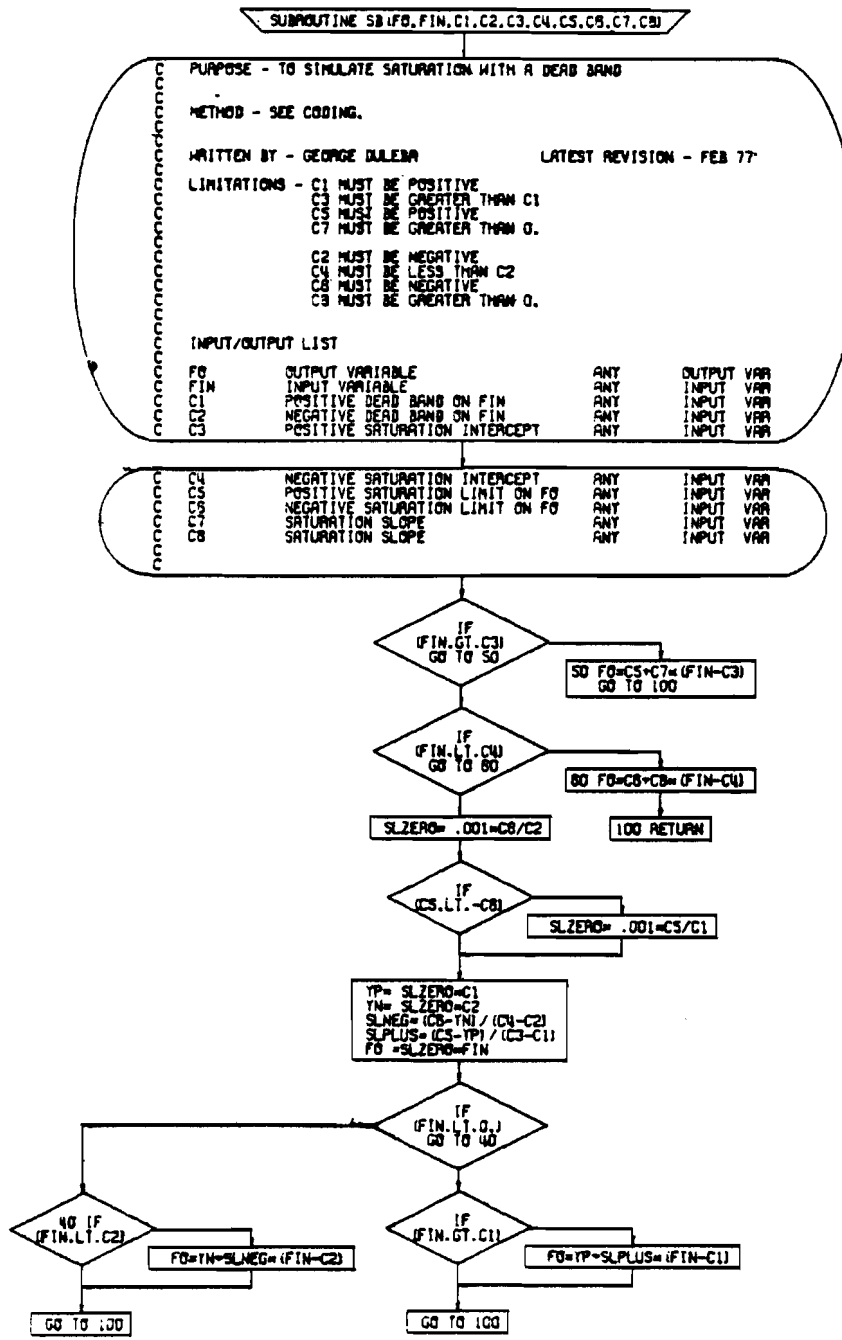 SUBROUTINE SB(FO,FIN,C1,C2,C3,C4,C5,C6,C7,C8)
C PURPOSE - TO SIMULATE SATURATION WITH A DEAD BAND
C
C
C METHOD - SEE CODING.
C
C
C WRITTEN BY - GEORGE DULEBA LATEST REVISION - FEB 77
C
C LIMITATIONS - C1 MUST BE POSITIVE
C C3 MUST BE GREATER THAN C1
C C5 MUST BE POSITIVE
C C7 MUST BE GREATER THAN 0.
C
C C2 MUST BE NEGATIVE
C C4 MUST BE LESS THAN C2
C C6 MUST BE NEGATIVE
C C3 MUST BE GREATER THAN 0.
C
C
C INPUT/OUTPUT LIST
C
C FO OUTPUT VARIABLE ANY OUTPUT VAR
C FIN INPUT VARIABLE ANY INPUT VAR
C C1 POSITIVE DEAD BAND ON FIN ANY INPUT VAR
C C2 NEGATIVE DEAD BAND ON FIN ANY INPUT VAR
C C3 POSITIVE SATURATION INTERCEPT ANY INPUT VAR
C C4 NEGATIVE SATURATION INTERCEPT ANY INPUT VAR
C C5 POSITIVE SATURATION LIMIT ON FO ANY INPUT VAR
C C6 NEGATIVE SATURATION LIMIT ON FO ANY INPUT VAR
C C7 SATURATION SLOPE ANY INPUT VAR
C C8 SATURATION SLOPE ANY INPUT VAR
C
C
IF
(FIN.GT.C3)
GO TO 50
50 FO=C5+C7*(FIN-C3)
GO TO 100
IF
(FIN.LT.C4)
GO TO 60
60 FO=C6+C8*(FIN-C4)
SLZERO= .001*C6/C2
100 RETURN
IF
(C5.LT.-C6)
SLZERO= .001*C5/C1
YP= SLZERO*C1
YN= SLZERO*C2
SLNEG=(C6-YN)/(C4-C2)
SLPLUS=(C5-YP)/(C3-C1)
FO =SLZERO*FIN
IF
(FIN.LT.0.)
GO TO 40
40 IF
(FIN.LT.C2)
FO=YN+SLNEG*(FIN-C2)
IF
(FIN.GT.C1)
FO=YP+SLPLUS*(FIN-C1)
GO TO 100
GO TO 100